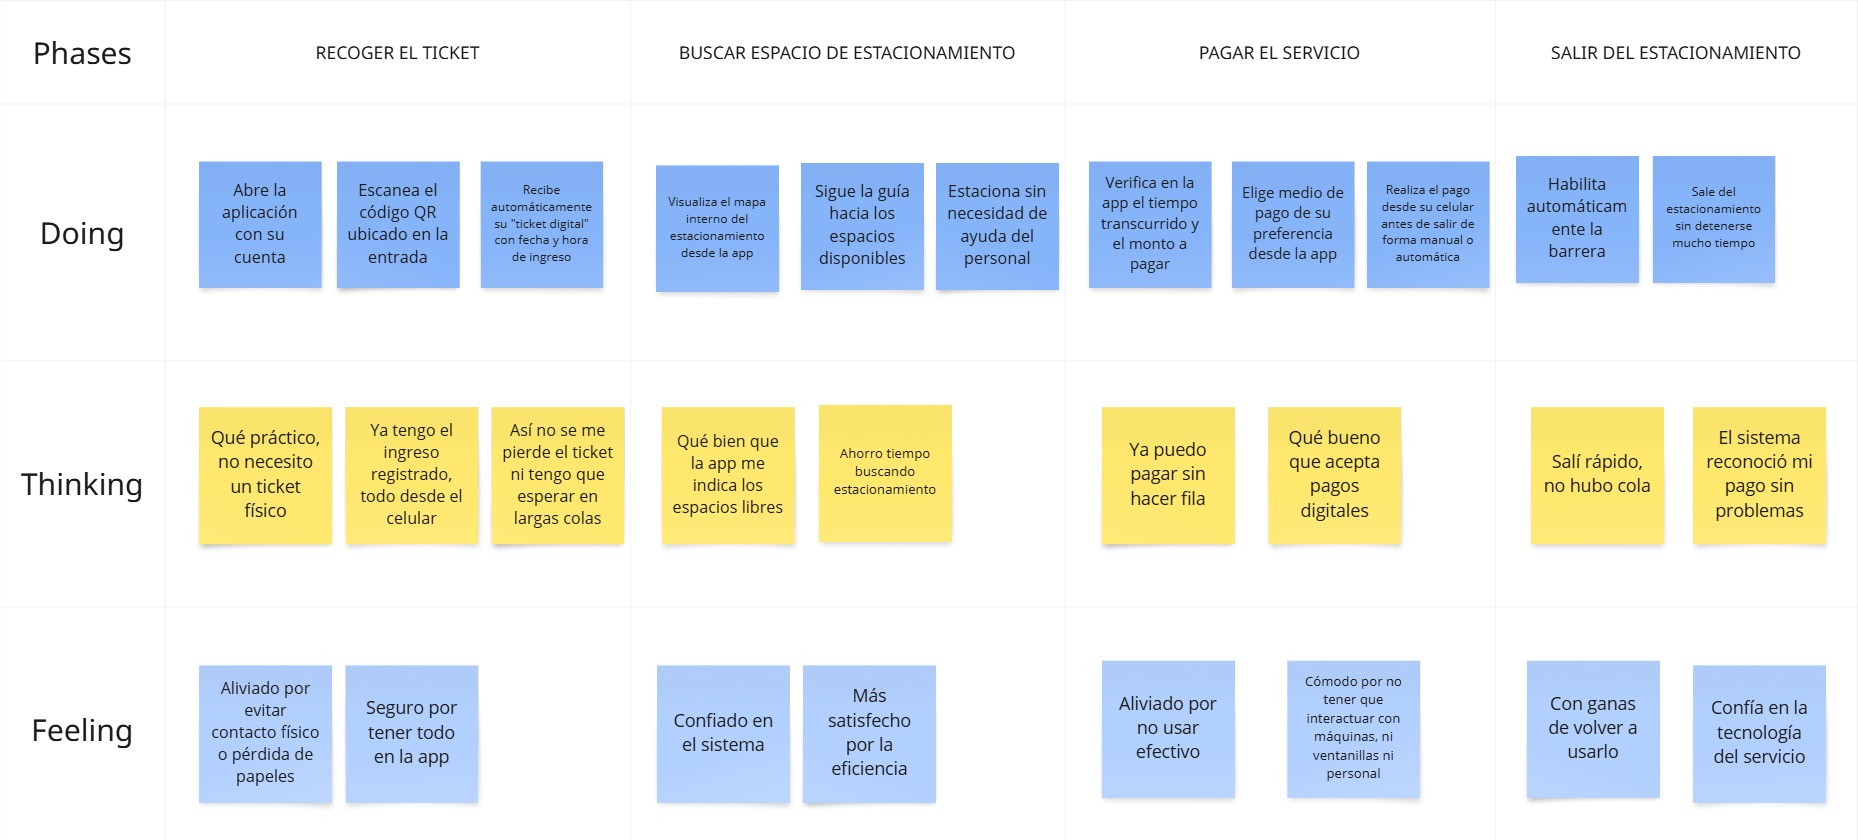 Phases
RECOGER EL TICKET
BUSCAR ESPACIO DE ESTACIONAMIENTO
PAGAR EL SERVICIO
SALIR DEL ESTACIONAMIENTO
Doing
Abre la
aplicación
con su
cuenta
Escanea el
código QR
ubicado en la
entrada
Recibe
automáticamente
su "ticket digital"
con fecha y hora
de ingreso
Visualiza el mapa
interno del
estacionamiento
desde la app
Sigue la guía
hacia los
espacios
disponibles
Estaciona sin
necesidad de
ayuda del
personal
Verifica en la
app el tiempo
transcurrido y
el monto a
pagar
Elige medio de
pago de su
preferencia
desde la app
Realiza el pago
desde su celular
antes de salir de
forma manual o
automática
Habilita
automáticam
ente la
barrera
Sale del
estacionamiento
sin detenerse
mucho tiempo
Thinking
Qué práctico,
no necesito
un ticket
físico
Ya tengo el
ingreso
registrado,
todo desde el
celular
Así no se me
pierde el ticket
ni tengo que
esperar en
largas colas
Qué bien que
la app me
indica los
espacios libres
Ahorro tiempo
buscando
estacionamiento
Ya puedo
pagar sin
hacer fila
Qué bueno
que acepta
pagos
digitales
Salí rápido,
no hubo cola
El sistema
reconoció mi
pago sin
problemas
Feeling
Aliviado por
evitar
contacto físico
o pérdida de
papeles
Seguro por
tener todo
en la app
Confiado en
el sistema
Más
satisfecho
por la
eficiencia
Aliviado por
no usar
efectivo
Cómodo por no
tener que
interactuar con
máquinas, ni
ventanillas ni
personal
Con ganas
de volver a
usarlo
Confía en la
tecnología
del servicio